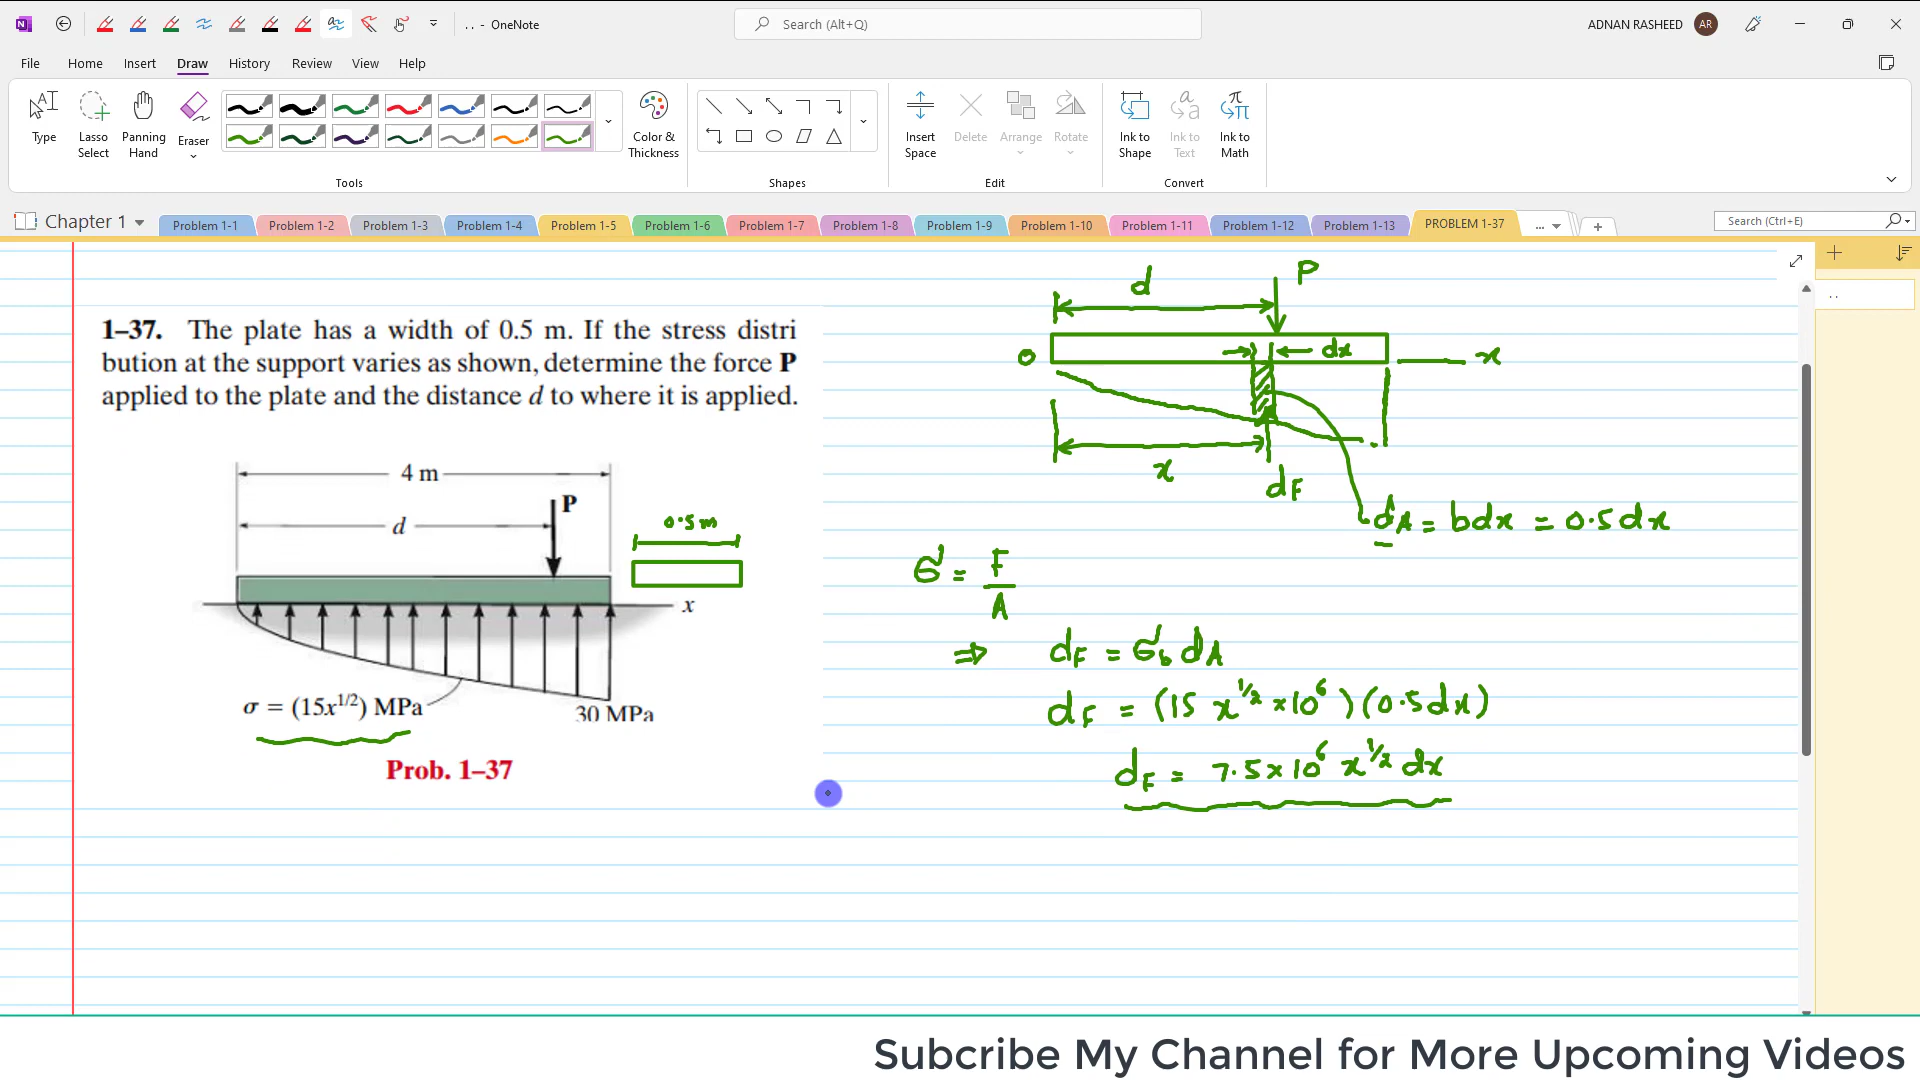 .. - OneNote
Search (Alt+Q)
ADNAN RASHEED
AR
File Home Insert Draw History Review View Help
Type
Lasso Select
Panning Hand
Eraser
Color & Thickness
Insert Space
Delete
Arrange
Rotate
Ink to Shape
Ink to Text
Ink to Math
Tools
Shapes
Edit
Convert
Chapter 1
Problem 1-1
Problem 1-2
Problem 1-3
Problem 1-4
Problem 1-5
Problem 1-6
Problem 1-7
Problem 1-8
Problem 1-9
Problem 1-10
Problem 1-11
Problem 1-12
Problem 1-13
PROBLEM 1-37
...
Search (Ctrl+E)
..
1–37. The plate has a width of 0.5 m. If the stress distri
bution at the support varies as shown, determine the force P
applied to the plate and the distance d to where it is applied.
4 m
P
d
0.5 m
x
σ = (15x^{1/2}) MPa
30 MPa
Prob. 1–37
d
P
o
dx
x
x
dF
dA = bdx = 0.5dx
σ = F/A
⇒ dF = σ_b dA
dF = (15 x^{1/2} ×10^6) (0.5dx)
dF = 7.5×10^6 x^{1/2} dx
Subcribe My Channel for More Upcoming Videos